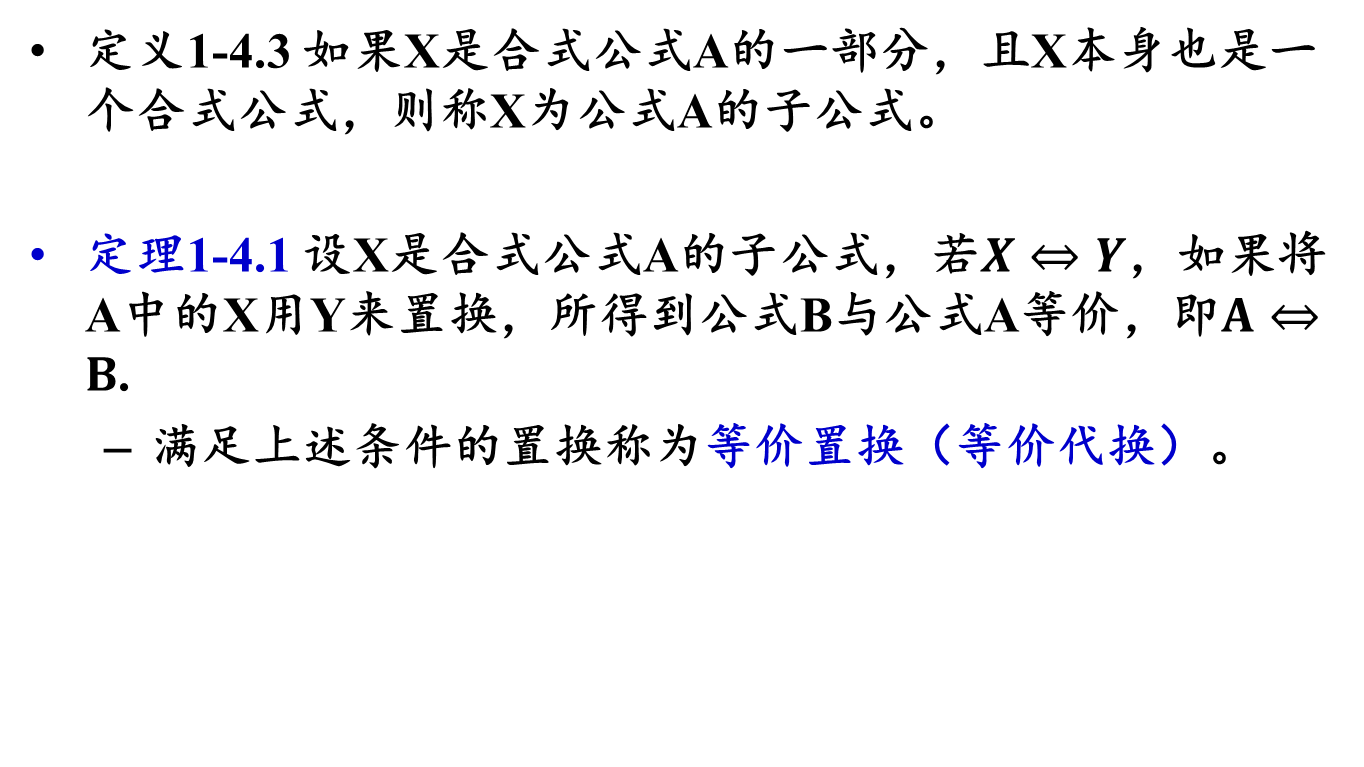 • 定义1-4.3 如果X是合式公式A的一部分，且X本身也是一
个合式公式，则称X为公式A的子公式。
• 定理1-4.1 设X是合式公式A的子公式，若X ⇔ Y，如果将
A中的X用Y来置换，所得到公式B与公式A等价，即A ⇔
B.
– 满足上述条件的置换称为等价置换（等价代换）。